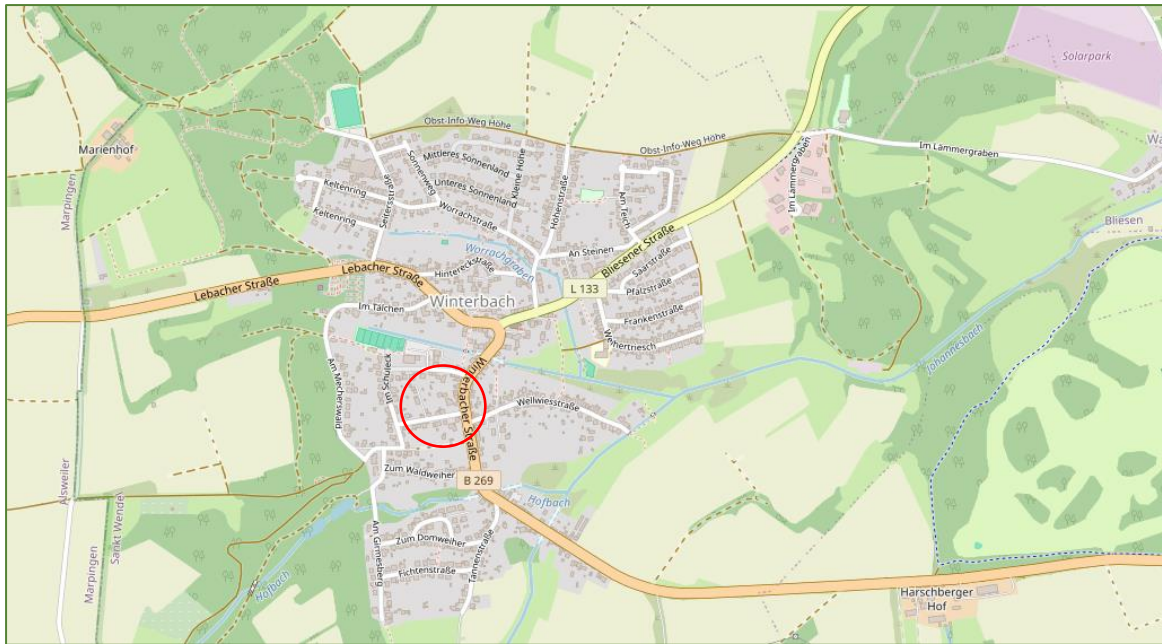 Solarpark
Obst-Info-Weg Höhe
Obst-Info-Weg Höhe
Im Lämmergraben
Marienhof
Mittleres Sonnenland
Sonnenweg
Kleine Höhe
Unteres Sonnenland
Keltenring
Seitersstraße
Worrachstraße
Höhenstraße
Am Teich
Im Lämmergraben
Marpingen
Keltenring
Bliesen
An Steinen
Bliesener Straße
Worrachgraben
Saarstraße
Hintereckstraße
Lebacher Straße
Lebacher Straße
L 133
Pfalzstraße
Winterbach
Im Tälchen
Frankenstraße
Weihertriesch
Johannesbach
Am Mecherswald
Im Schuleck
Winterbacher Straße
Wellwiesstraße
Zum Waldweiher
B 269
Hofbach
Alsweiler
Sankt Wendel
Marpingen
Am Girmesberg
Zum Domweiher
Tannenstraße
Fichtenstraße
Hofbach
Harschberger
Hof